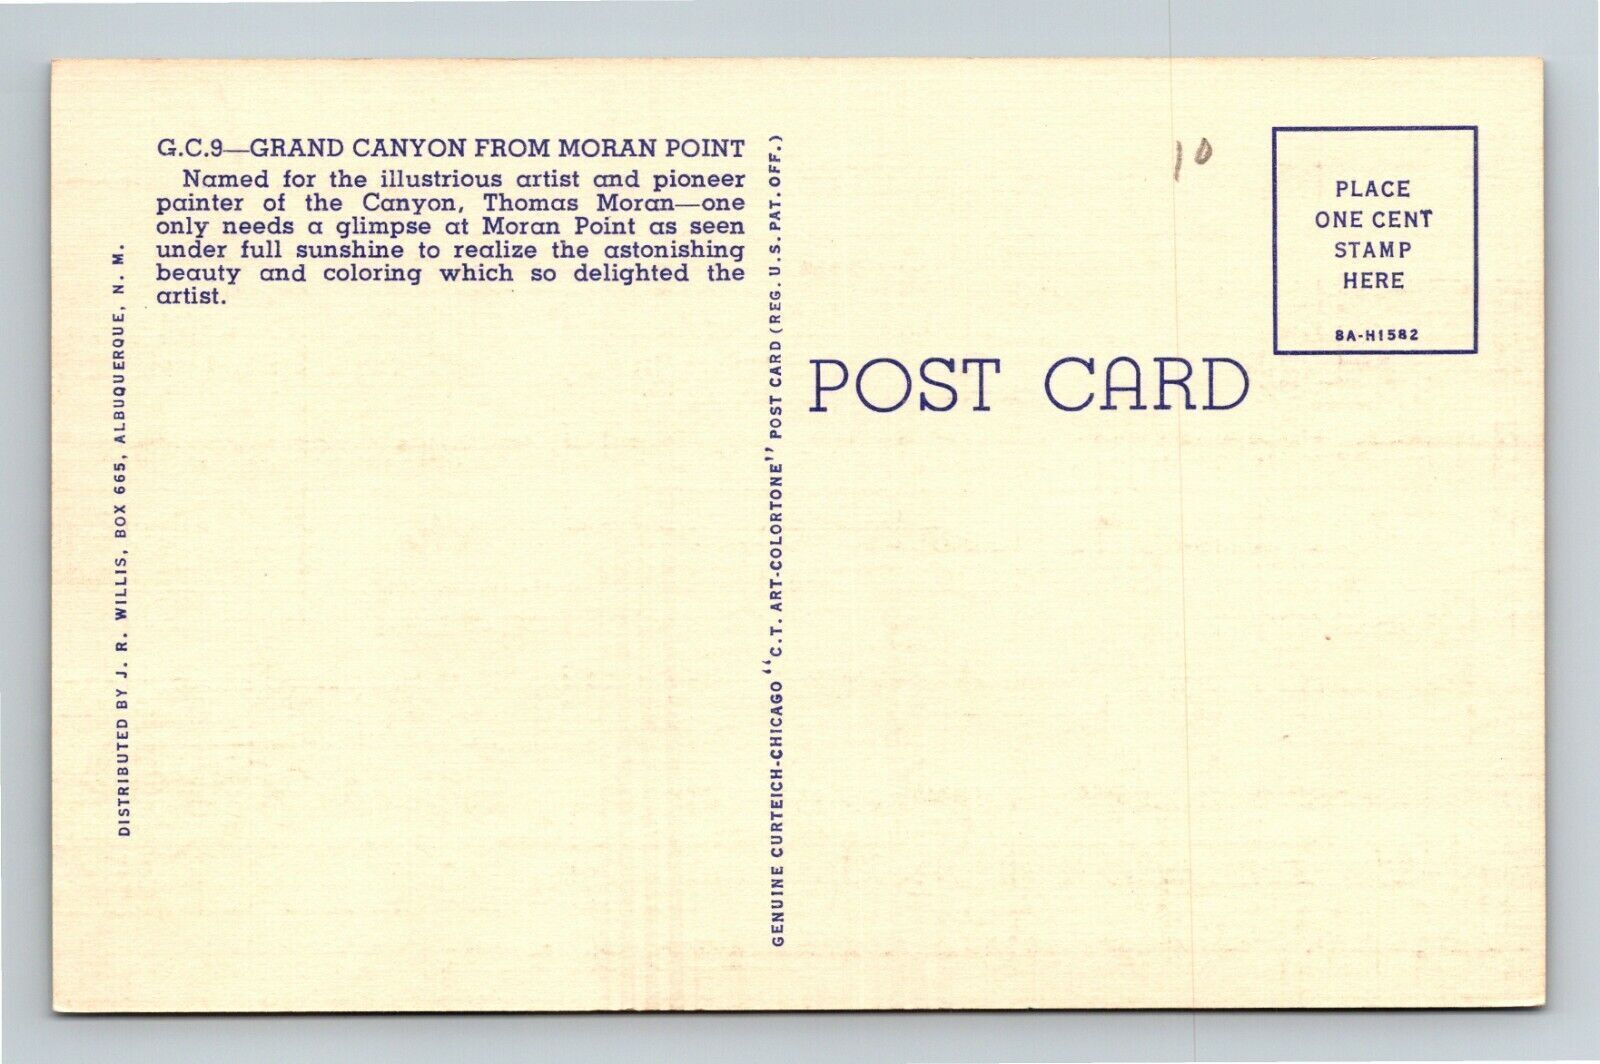 G.C.9—GRAND CANYON FROM MORAN POINT
Named for the illustrious artist and pioneer
painter of the Canyon, Thomas Moran—one
only needs a glimpse at Moran Point as seen
under full sunshine to realize the astonishing
beauty and coloring which so delighted the
artist.
DISTRIBUTED BY J. R. WILLIS, BOX 665, ALBUQUERQUE, N. M.
GENUINE CURTEICH-CHICAGO "C.T. ART-COLORTONE" POST CARD (REG. U.S. PAT. OFF.)
10
PLACE
ONE CENT
STAMP
HERE
8A-H1582
POST CARD